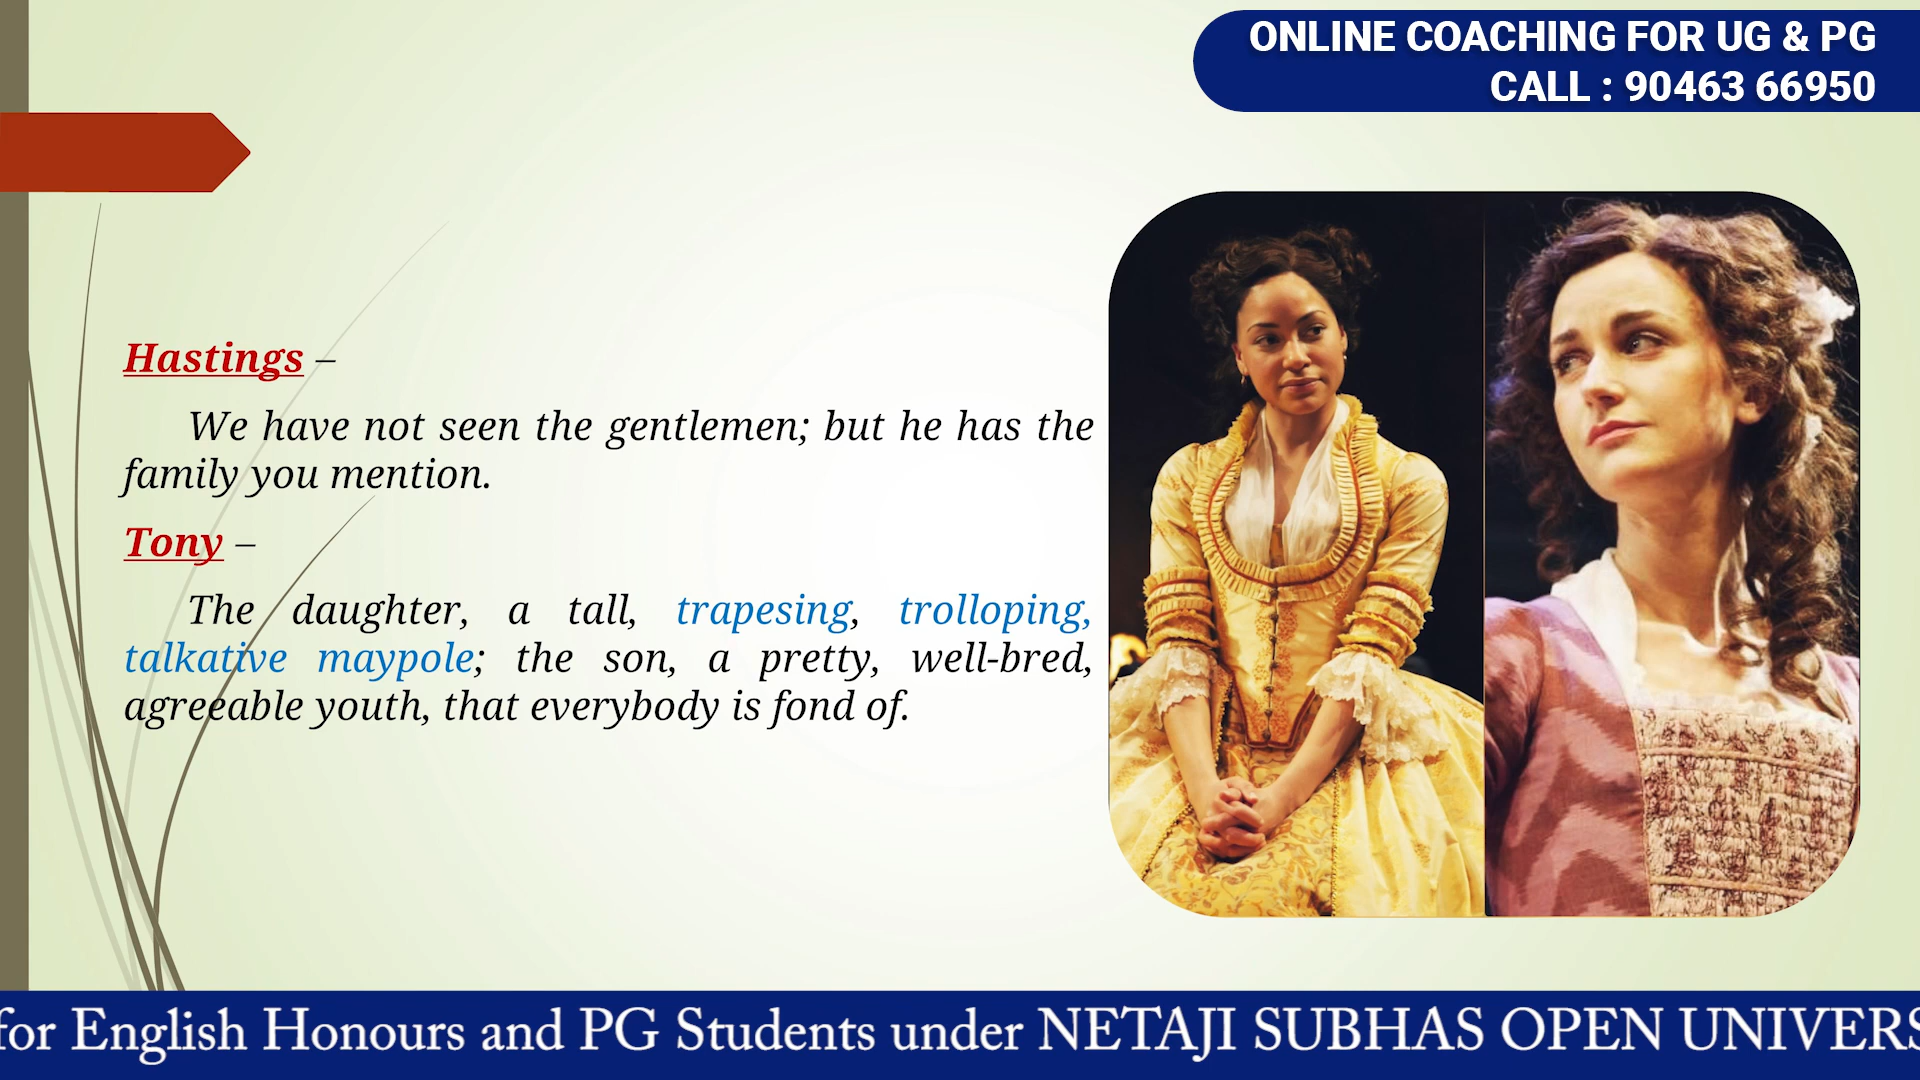 ONLINE COACHING FOR UG & PG
CALL : 90463 66950
Hastings –
We have not seen the gentlemen; but he has the
family you mention.
Tony –
The daughter, a tall, trapesing, trolloping,
talkative maypole; the son, a pretty, well-bred,
agreeable youth, that everybody is fond of.
for English Honours and PG Students under NETAJI SUBHAS OPEN UNIVERS